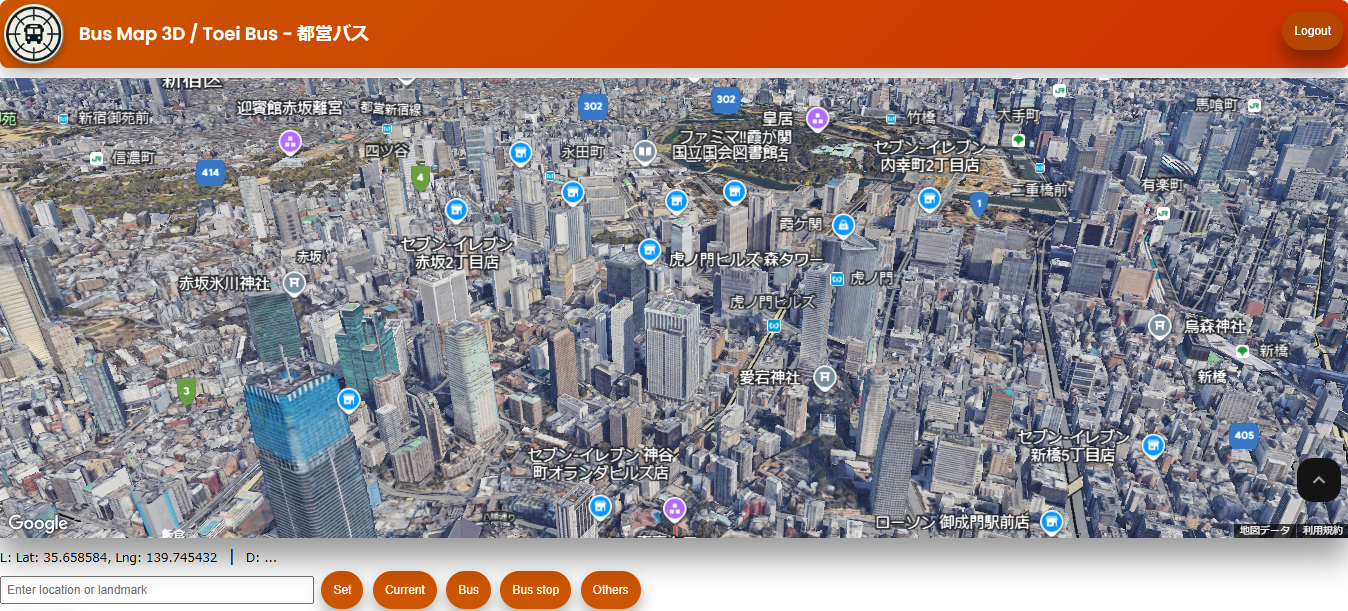 Bus Map 3D / Toei Bus - 都営バス
Logout
新宿区
苑
新宿御苑前
迎賓館赤坂離宮
都営新宿線
302
302
皇居
竹橋
大手町
馬喰町
JR
JR
JR
信濃町
四ツ谷
永田町
ファミマ!!霞が関
国立国会図書館店
セブン-イレブン
内幸町2丁目店
414
4
二重橋前
有楽町
1
JR
霞ケ関
赤坂
セブン-イレブン
赤坂2丁目店
虎ノ門ヒルズ 森タワー
赤坂氷川神社
虎ノ門
虎ノ門ヒルズ
烏森神社
新橋
新橋
愛宕神社
3
セブン-イレブン 神谷
町オランダヒルズ店
セブン-イレブン
新橋5丁目店
405
ローソン 御成門駅前店
Google
地図データ
利用規約
L: Lat: 35.658584, Lng: 139.745432 | D: ...
Enter location or landmark
Set
Current
Bus
Bus stop
Others